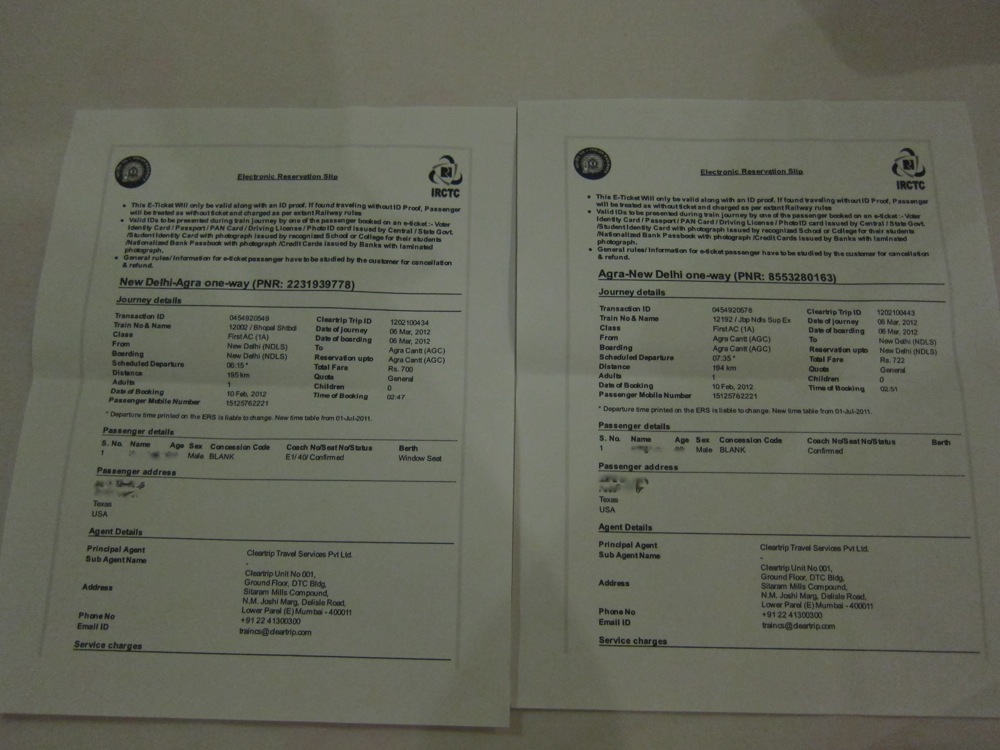 Electronic Reservation Slip
IRCTC
• This E-Ticket Will only be valid along with an ID proof. If found traveling without ID Proof, Passenger
will be treated as without ticket and charged as per extant Railway rules
• Valid IDs to be presented during train journey by one of the passenger booked on an e-ticket :- Voter
Identity Card / Passport / PAN Card / Driving License / Photo ID card issued by Central / State Govt.
/Student Identity Card with photograph issued by recognized School or College for their students
/Nationalized Bank Passbook with photograph /Credit Cards issued by Banks with laminated
photograph.
• General rules/ Information for e-ticket passenger have to be studied by the customer for cancellation
& refund.
New Delhi-Agra one-way (PNR: 2231939778)
Journey details
Transaction ID 0454920549 Cleartrip Trip ID 1202100434
Train No & Name 12002 / Bhopal Shtbdi Date of journey 06 Mar, 2012
Class First AC (1A) Date of boarding 06 Mar, 2012
From New Delhi (NDLS) To Agra Cantt (AGC)
Boarding New Delhi (NDLS) Reservation upto Agra Cantt (AGC)
Scheduled Departure 06:15 * Total Fare Rs. 700
Distance 195 km Quota General
Adults 1 Children 0
Date of Booking 10 Feb, 2012 Time of Booking 02:47
Passenger Mobile Number 15125762221
* Departure time printed on the ERS is liable to change. New time table from 01-Jul-2011.
Passenger details
S. No. Name Age Sex Concession Code Coach No/Seat No/Status Berth
1 Male BLANK E1/ 40/ Confirmed Window Seat
Passenger address
Texas
USA
Agent Details
Principal Agent Cleartrip Travel Services Pvt Ltd.
Sub Agent Name -
Address Cleartrip Unit No 001,
Ground Floor, DTC Bldg,
Sitaram Mills Compound,
N.M. Joshi Marg, Delisle Road,
Lower Parel (E) Mumbai - 400011
Phone No +91 22 41300300
Email ID traincs@cleartrip.com
Service charges
Electronic Reservation Slip
IRCTC
• This E-Ticket Will only be valid along with an ID proof. If found traveling without ID Proof, Passenger
will be treated as without ticket and charged as per extant Railway rules
• Valid IDs to be presented during train journey by one of the passenger booked on an e-ticket :- Voter
Identity Card / Passport / PAN Card / Driving License / Photo ID card issued by Central / State Govt.
/Student Identity Card with photograph issued by recognized School or College for their students
/Nationalized Bank Passbook with photograph /Credit Cards issued by Banks with laminated
photograph.
• General rules/ Information for e-ticket passenger have to be studied by the customer for cancellation
& refund.
Agra-New Delhi one-way (PNR: 8553280163)
Journey details
Transaction ID 0454920576 Cleartrip Trip ID 1202100443
Train No & Name 12192 / Jbp Ndls Sup Ex Date of journey 06 Mar, 2012
Class First AC (1A) Date of boarding 06 Mar, 2012
From Agra Cantt (AGC) To New Delhi (NDLS)
Boarding Agra Cantt (AGC) Reservation upto New Delhi (NDLS)
Scheduled Departure 07:35 * Total Fare Rs. 722
Distance 194 km Quota General
Adults 1 Children 0
Date of Booking 10 Feb, 2012 Time of Booking 02:51
Passenger Mobile Number 15125762221
* Departure time printed on the ERS is liable to change. New time table from 01-Jul-2011.
Passenger details
S. No. Name Age Sex Concession Code Coach No/Seat No/Status Berth
1 Male BLANK Confirmed
Passenger address
Texas
USA
Agent Details
Principal Agent Cleartrip Travel Services Pvt Ltd.
Sub Agent Name -
Address Cleartrip Unit No 001,
Ground Floor, DTC Bldg,
Sitaram Mills Compound,
N.M. Joshi Marg, Delisle Road,
Lower Parel (E) Mumbai - 400011
Phone No +91 22 41300300
Email ID traincs@cleartrip.com
Service charges